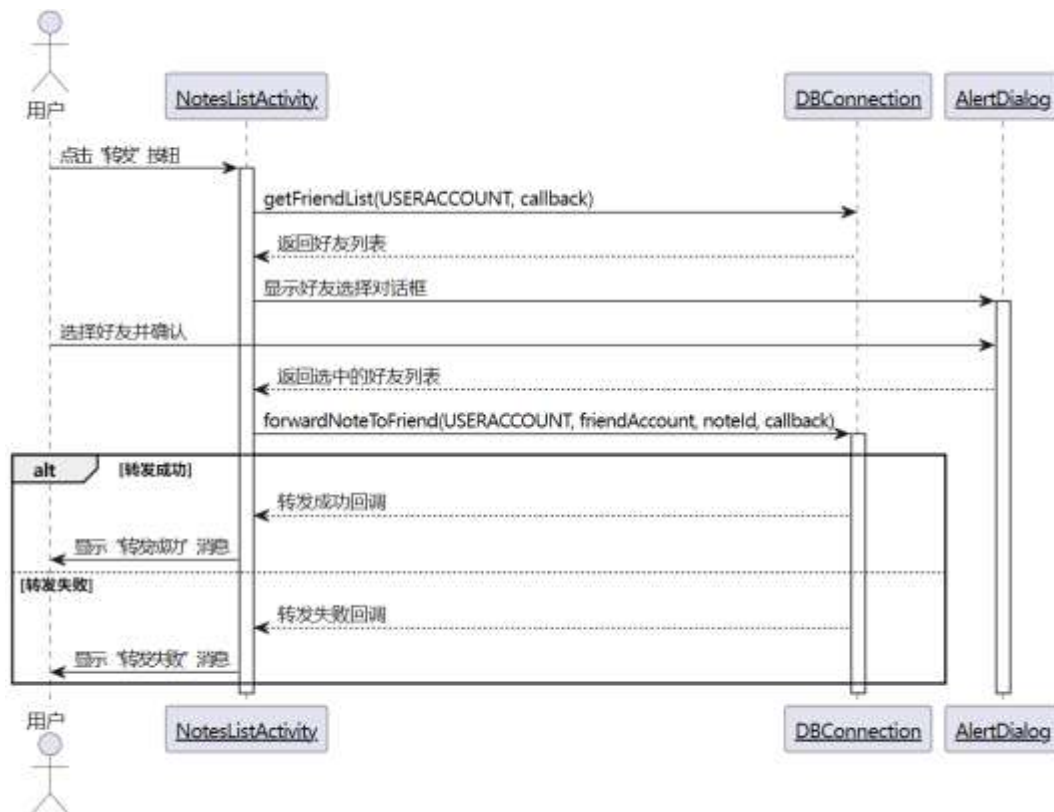 用户
NotesListActivity
DBConnection
AlertDialog
点击 "转发" 按钮
getFriendList(USERACCOUNT, callback)
返回好友列表
显示好友选择对话框
选择好友并确认
返回选中的好友列表
forwardNoteToFriend(USERACCOUNT, friendAccount, noteId, callback)
alt
[转发成功]
转发成功回调
显示 "转发成功" 消息
[转发失败]
转发失败回调
显示 "转发失败" 消息
用户
NotesListActivity
DBConnection
AlertDialog